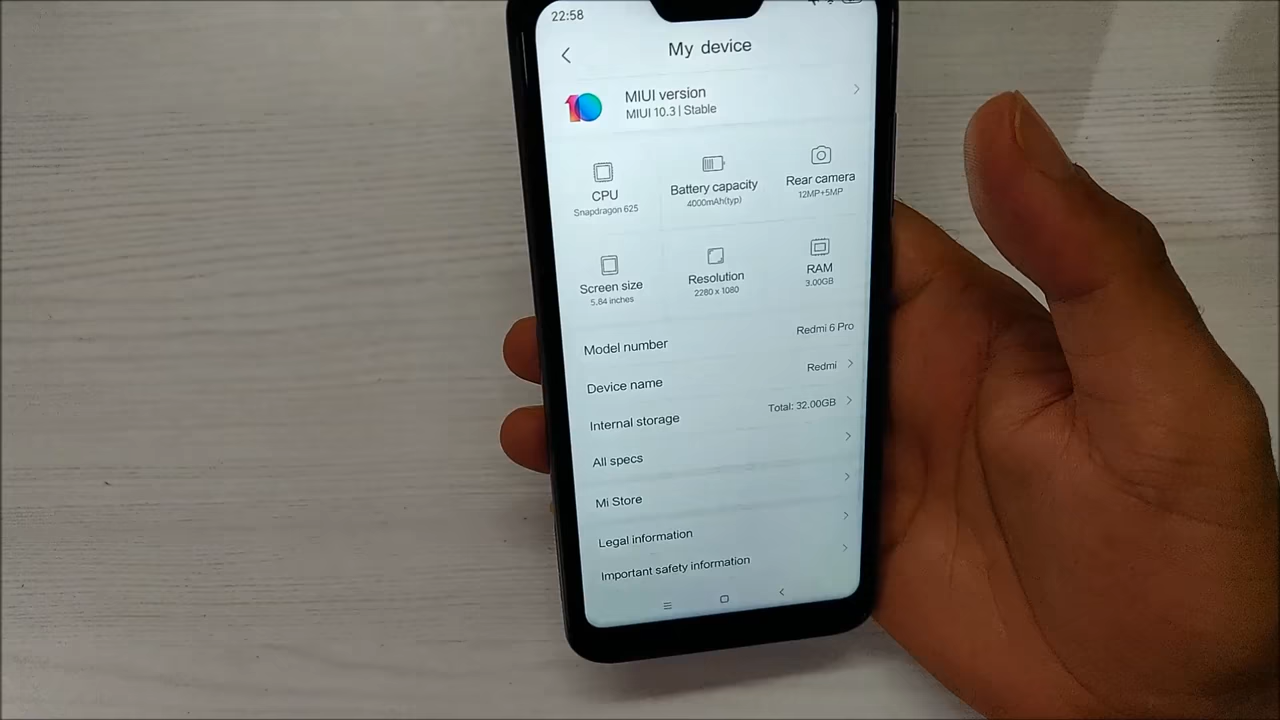 22:58
My device
10
MIUI version
MIUI 10.3 | Stable
CPU
Snapdragon 625
Battery capacity
4000mAh(typ)
Rear camera
12MP+5MP
Screen size
5.84 inches
Resolution
2280 x 1080
RAM
3.00GB
Model number
Redmi 6 Pro
Device name
Redmi
Internal storage
Total: 32.00GB
All specs
Mi Store
Legal information
Important safety information